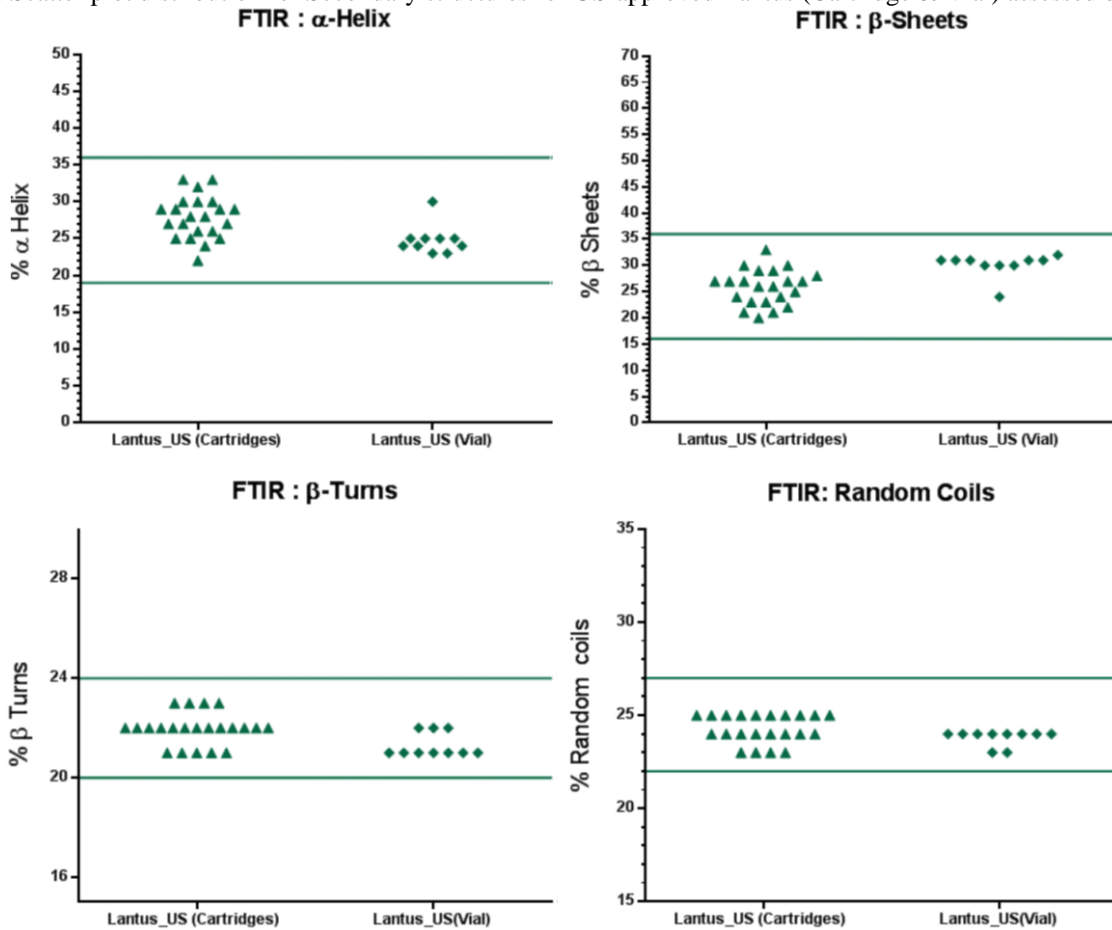 FTIR : α-Helix
50
45
40
35
30
25
20
15
10
5
0
% α Helix
Lantus_US (Cartridges) Lantus_US (Vial)
FTIR : β-Sheets
70
65
60
55
50
45
40
35
30
25
20
15
10
5
0
% β Sheets
Lantus_US (Cartridges) Lantus_US (Vial)
FTIR : β-Turns
28
24
20
16
% β Turns
Lantus_US (Cartridges) Lantus_US(Vial)
FTIR: Random Coils
35
30
25
20
15
% Random coils
Lantus_US (Cartridges) Lantus_US(Vial)